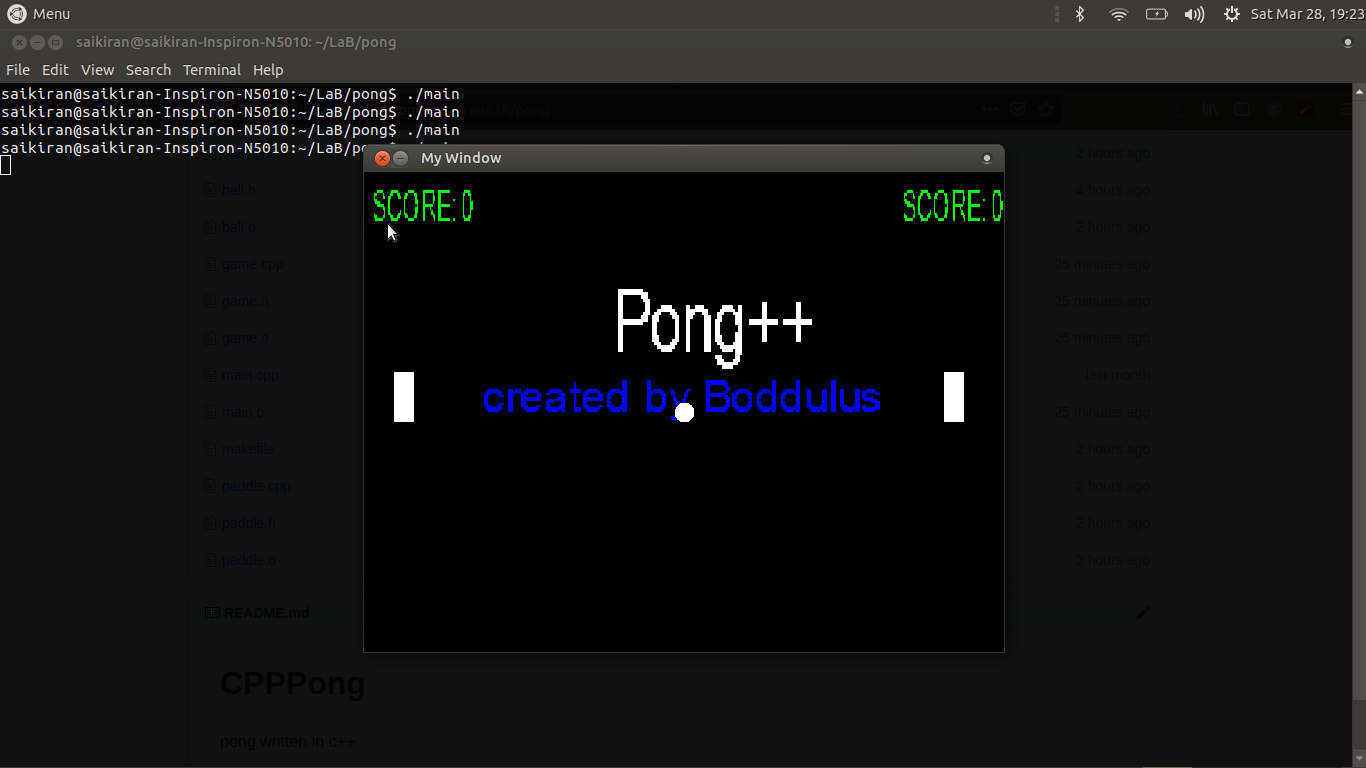 Menu
Sat Mar 28, 19:23
saikiran@saikiran-Inspiron-N5010: ~/LaB/pong
File Edit View Search Terminal Help
saikiran@saikiran-Inspiron-N5010:~/LaB/pong$ ./main
saikiran@saikiran-Inspiron-N5010:~/LaB/pong$ ./main
saikiran@saikiran-Inspiron-N5010:~/LaB/pong$ ./main
saikiran@saikiran-Inspiron-N5010:~/LaB/po
My Window
SCORE:0 SCORE:0
Pong++
created by Boddulus
2 hours ago
ball.h 4 hours ago
ball.o 2 hours ago
game.cpp 25 minutes ago
game.h 25 minutes ago
game.o 25 minutes ago
main.cpp last month
main.o 25 minutes ago
makefile 2 hours ago
paddle.cpp 2 hours ago
paddle.h 2 hours ago
paddle.o 2 hours ago
README.md
CPPPong
pong written in c++